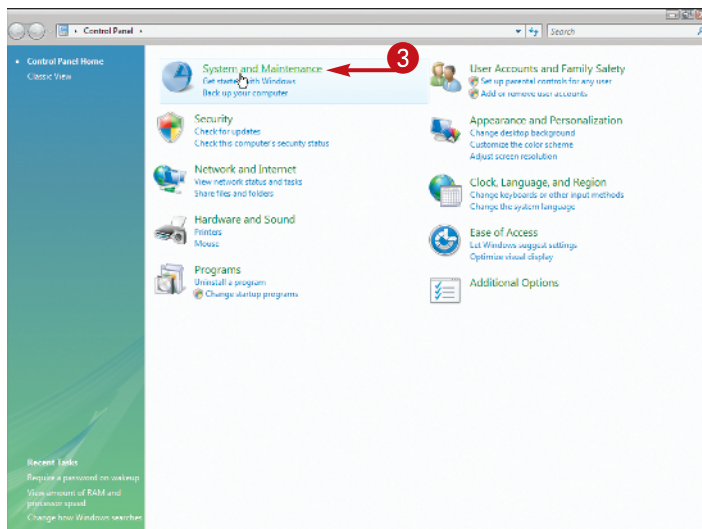 Control Panel
Search
Control Panel Home
Classic View
System and Maintenance
Get started with Windows
Back up your computer
3
Security
Check for updates
Check this computer's security status
Network and Internet
View network status and tasks
Share files and folders
Hardware and Sound
Printers
Mouse
Programs
Uninstall a program
Change startup programs
User Accounts and Family Safety
Set up parental controls for any user
Add or remove user accounts
Appearance and Personalization
Change desktop background
Customize the color scheme
Adjust screen resolution
Clock, Language, and Region
Change keyboards or other input methods
Change the system language
Ease of Access
Let Windows suggest settings
Optimize visual display
Additional Options
Recent Tasks
Require a password on wakeup
View amount of RAM and
processor speed
Change how Windows searches